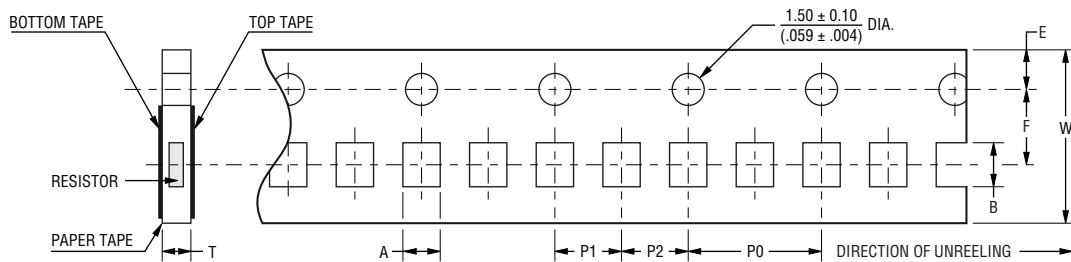 BOTTOM TAPE
TOP TAPE
1.50 ± 0.10
(.059 ± .004)
DIA.
E
F
W
RESISTOR
B
PAPER TAPE
T
A
P1
P2
P0
DIRECTION OF UNREELING